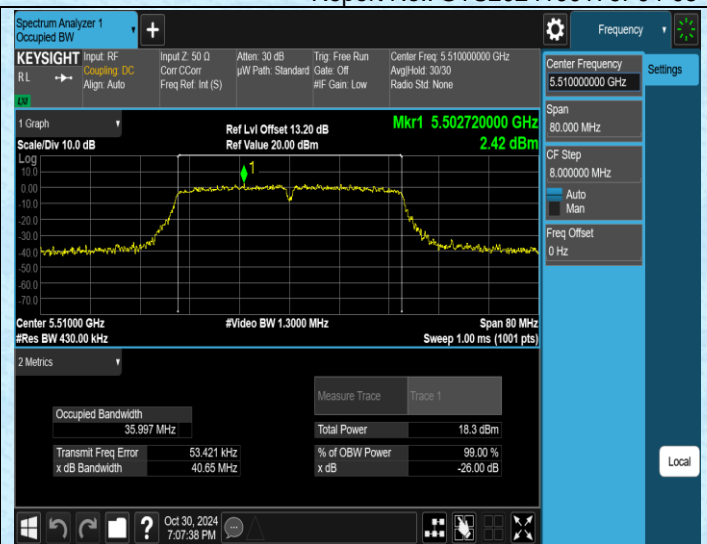 Spectrum Analyzer 1
Occupied BW
+
Frequency
KEYSIGHT
RL
Input: RF
Coupling: DC
Align: Auto
Input Z: 50 Ω
Corr CCorr
Freq Ref: Int (S)
Atten: 30 dB
µW Path: Standard
Trig: Free Run
Gate: Off
#IF Gain: Low
Center Freq: 5.510000000 GHz
Avg|Hold: 30/30
Radio Std: None
Center Frequency
5.510000000 GHz
Settings
Span
80.000 MHz
CF Step
8.000000 MHz
Auto
Man
Freq Offset
0 Hz
1 Graph
Scale/Div 10.0 dB
Ref Lvl Offset 13.20 dB
Ref Value 20.00 dBm
Mkr1 5.502720000 GHz
2.42 dBm
Log
10.0
0.00
-10.0
-20.0
-30.0
-40.0
-50.0
-60.0
-70.0
1
Center 5.51000 GHz
#Res BW 430.00 kHz
#Video BW 1.3000 MHz
Span 80 MHz
Sweep 1.00 ms (1001 pts)
2 Metrics
Measure Trace Trace 1
Occupied Bandwidth
35.997 MHz
Total Power 18.3 dBm
Transmit Freq Error 53.421 kHz
% of OBW Power 99.00 %
x dB Bandwidth 40.65 MHz
x dB -26.00 dB
Local
?
Oct 30, 2024
7:07:38 PM